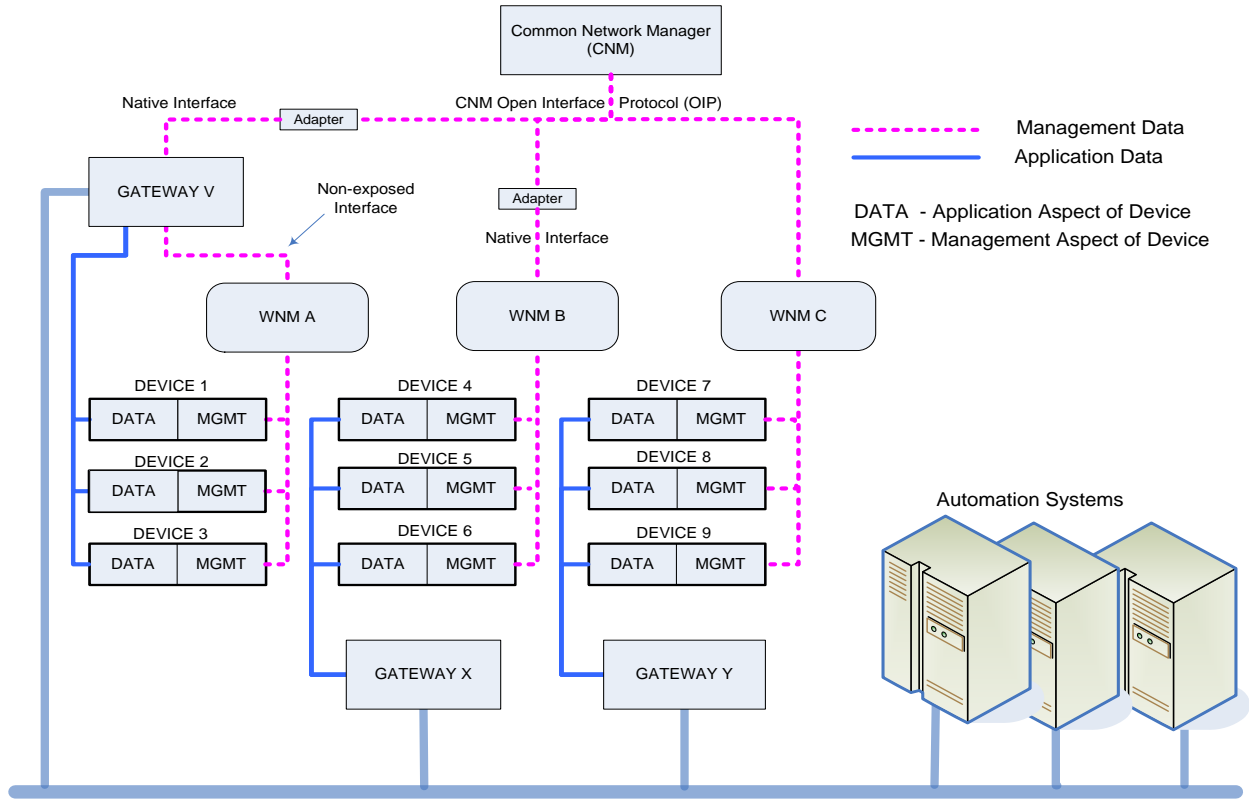 Common Network Manager
(CNM)
Native Interface
CNM Open Interface Protocol (OIP)
Adapter
Management Data
Application Data
GATEWAY V
Non-exposed
Interface
Adapter
DATA - Application Aspect of Device
MGMT - Management Aspect of Device
Native Interface
WNM A
WNM B
WNM C
DEVICE 1
DATA MGMT
DEVICE 2
DATA MGMT
DEVICE 3
DATA MGMT
DEVICE 4
DATA MGMT
DEVICE 5
DATA MGMT
DEVICE 6
DATA MGMT
DEVICE 7
DATA MGMT
DEVICE 8
DATA MGMT
DEVICE 9
DATA MGMT
Automation Systems
GATEWAY X
GATEWAY Y